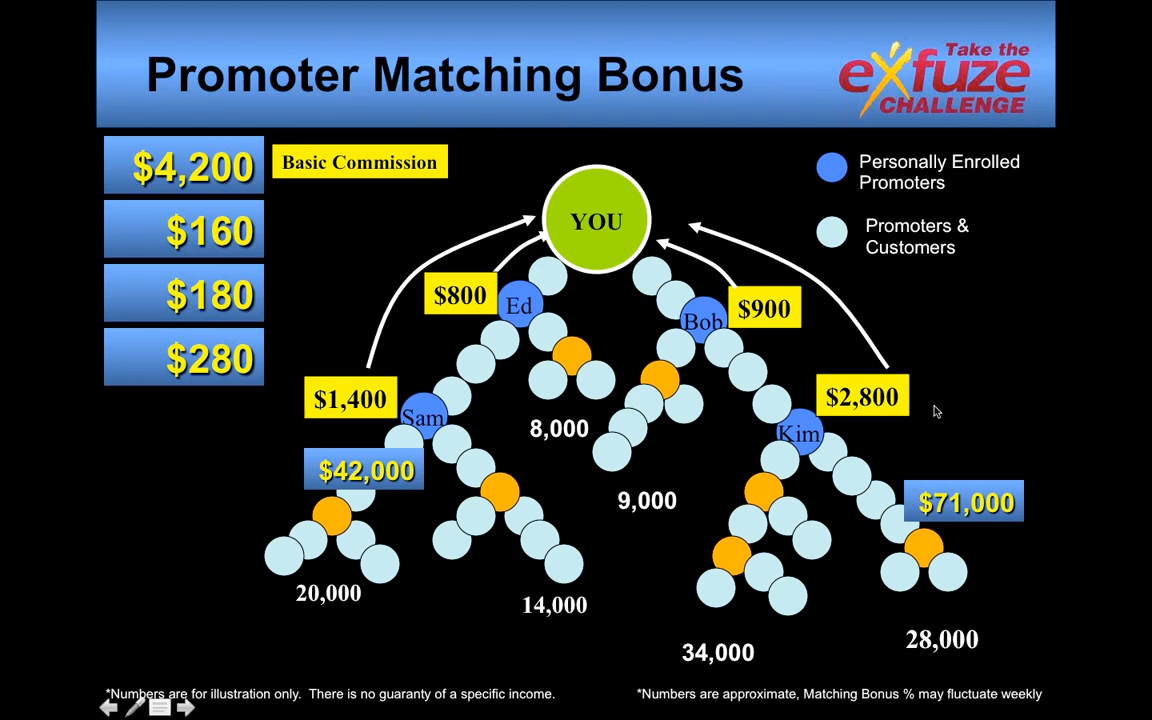 Promoter Matching Bonus
Take the
eXfuze
CHALLENGE
$4,200
Basic Commission
$160
$180
$280
Personally Enrolled
Promoters
Promoters &
Customers
YOU
$800
Ed
Bob
$900
$1,400
Sam
$2,800
Kim
8,000
$42,000
9,000
$71,000
20,000
14,000
34,000
28,000
*Numbers are for illustration only. There is no guaranty of a specific income.
*Numbers are approximate, Matching Bonus % may fluctuate weekly